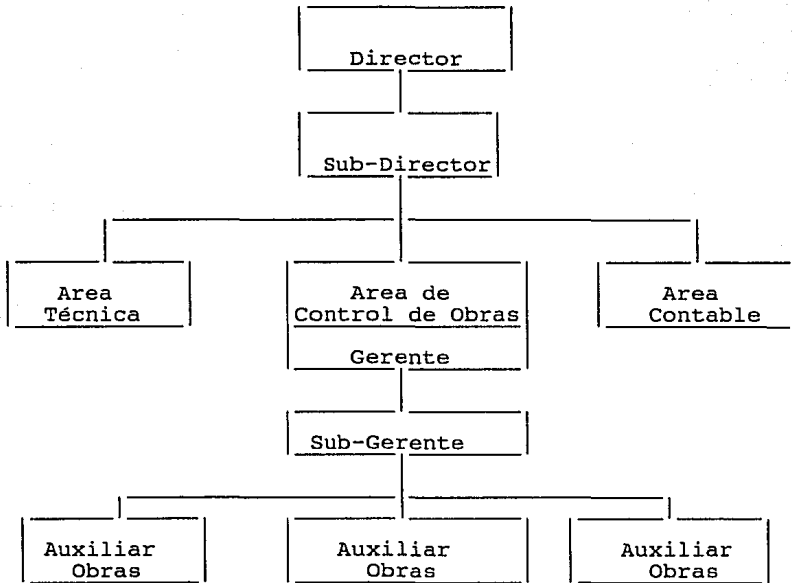 Director
Sub-Director
Area
Técnica
Area de
Control de Obras
Gerente
Area
Contable
Sub-Gerente
Auxiliar
Obras
Auxiliar
Obras
Auxiliar
Obras